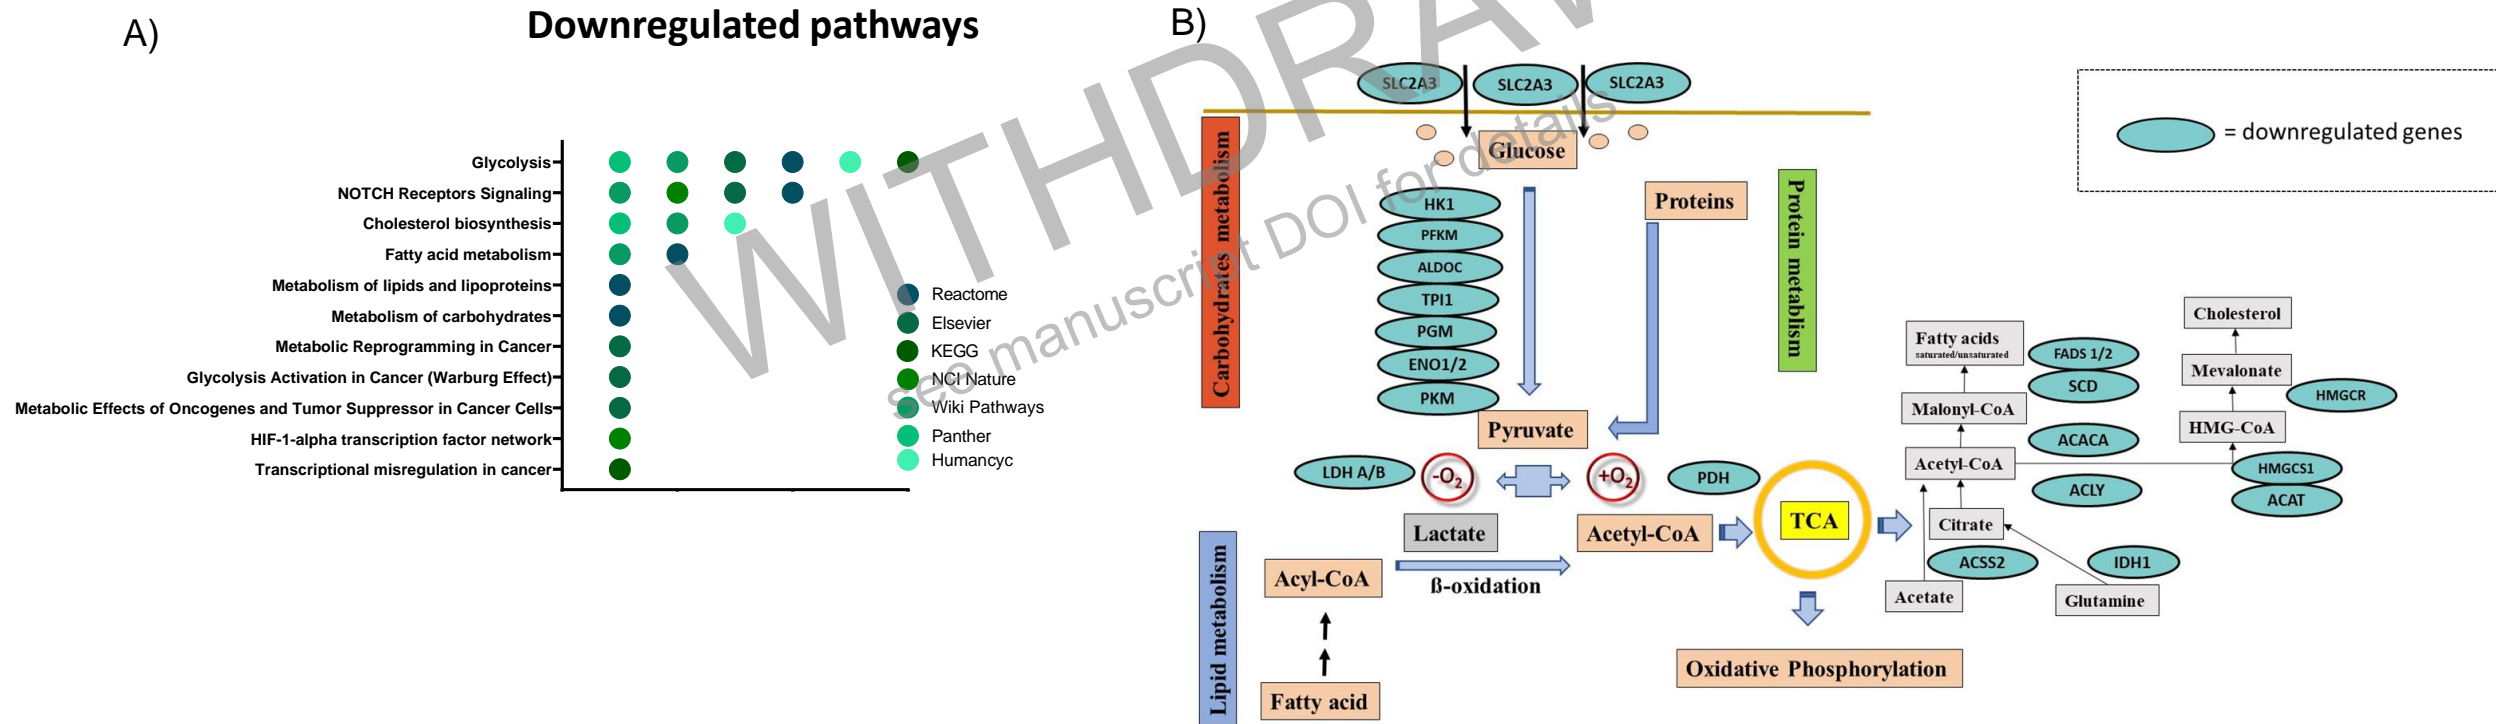 A)
Downregulated pathways
Glycolysis
NOTCH Receptors Signaling
Cholesterol biosynthesis
Fatty acid metabolism
Metabolism of lipids and lipoproteins
Metabolism of carbohydrates
Metabolic Reprogramming in Cancer
Glycolysis Activation in Cancer (Warburg Effect)
Metabolic Effects of Oncogenes and Tumor Suppressor in Cancer Cells
HIF-1-alpha transcription factor network
Transcriptional misregulation in cancer
Reactome
Elsevier
KEGG
NCI Nature
Wiki Pathways
Panther
Humancyc
WITHDRAW
see manuscript DOI for details
B)
SLC2A3
SLC2A3
SLC2A3
= downregulated genes
Carbohydrates metabolism
Glucose
HK1
PFKM
ALDOC
TPI1
PGM
ENO1/2
PKM
Proteins
Protein metabolism
Pyruvate
LDH A/B
-O2
+O2
PDH
Lactate
Acetyl-CoA
TCA
Lipid metabolism
Acyl-CoA
ß-oxidation
Fatty acid
Oxidative Phosphorylation
Fatty acids
saturated/unsaturated
FADS 1/2
SCD
Malonyl-CoA
ACACA
Acetyl-CoA
ACLY
Citrate
ACSS2
IDH1
Acetate
Glutamine
Cholesterol
Mevalonate
HMGCR
HMG-CoA
HMGCS1
ACAT